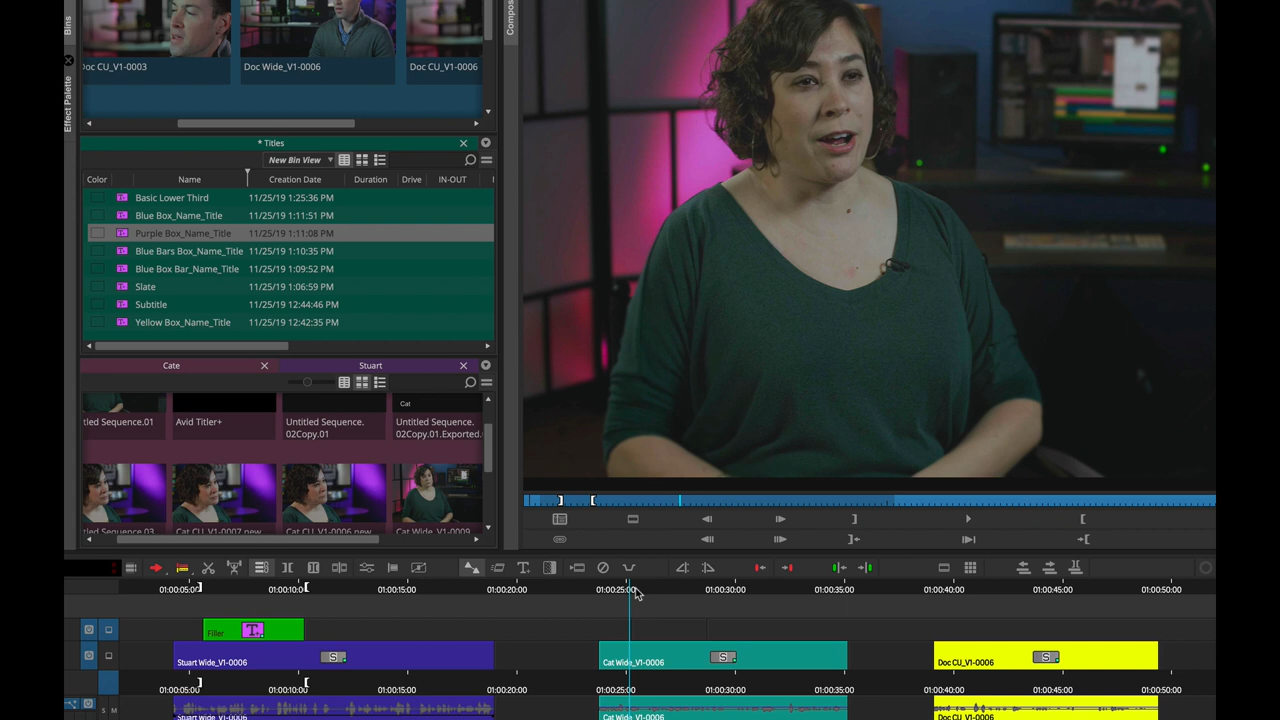 Bins
Effect Palette
Doc CU_V1-0003
Doc Wide_V1-0006
Doc CU_V1-0006
* Titles
New Bin View
Color Name Creation Date Duration Drive IN-OUT
Basic Lower Third 11/25/19 1:25:36 PM
Blue Box_Name_Title 11/25/19 1:11:51 PM
Purple Box_Name_Title 11/25/19 1:11:08 PM
Blue Bars Box_Name_Title 11/25/19 1:10:35 PM
Blue Box Bar_Name_Title 11/25/19 1:09:52 PM
Slate 11/25/19 1:06:59 PM
Subtitle 11/25/19 12:44:46 PM
Yellow Box_Name_Title 11/25/19 12:42:35 PM
Cate Stuart
Cat
tled Sequence.01 Avid Titler+ Untitled Sequence. Untitled Sequence.
02Copy.01 02Copy.01.Exported.
tled Sequence.03 Cat CU_V1-0007 new Cat CU_V1-0006 new Cat Wide_V1-0009
Compos
01:00:05:00 01:00:10:00 01:00:15:00 01:00:20:00 01:00:25:00 01:00:30:00 01:00:35:00 01:00:40:00 01:00:45:00 01:00:50:00
Filler T
Stuart Wide_V1-0006 S Cat Wide_V1-0006 S Doc CU_V1-0006 S
01:00:05:00 01:00:10:00 01:00:15:00 01:00:20:00 01:00:25:00 01:00:30:00 01:00:35:00 01:00:40:00 01:00:45:00 01:00:50:00
S M
Stuart Wide_V1-0006 Cat Wide_V1-0006 Doc CU_V1-0006